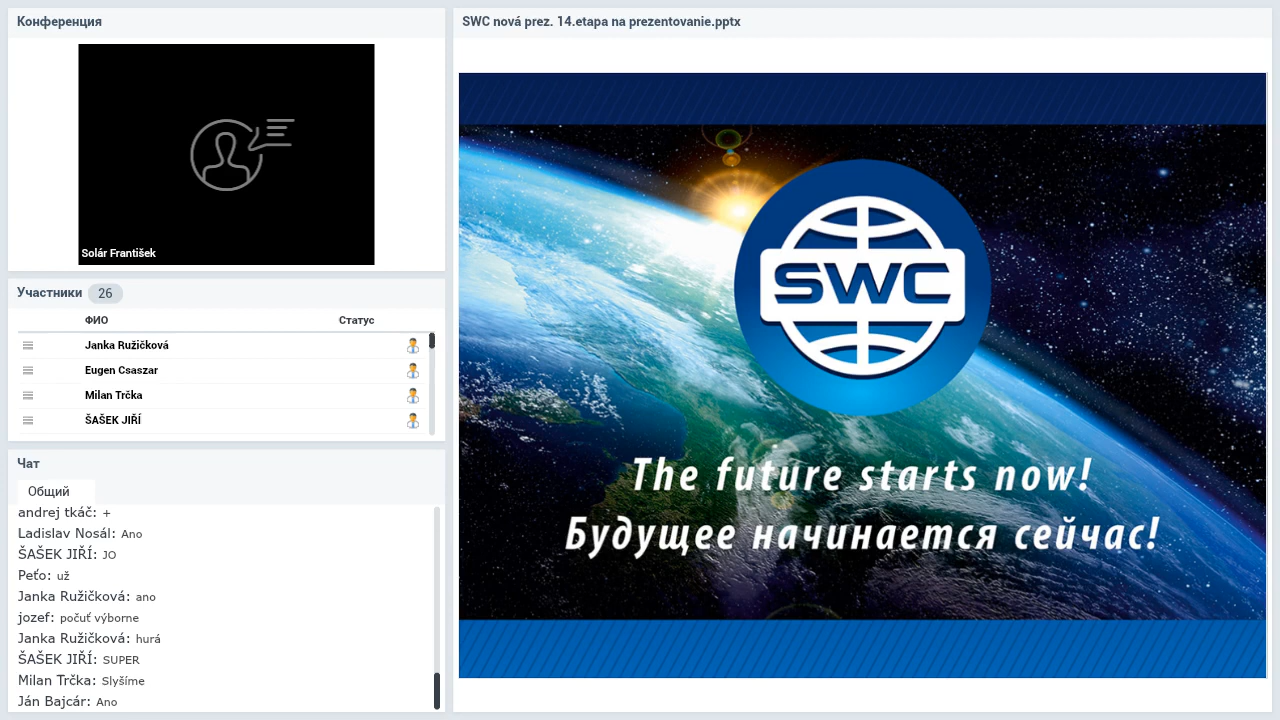 Конференция
Solár František
Участники 26
ФИО Статус
Janka Ružičková
Eugen Csaszar
Milan Trčka
ŠAŠEK JIŘÍ
Чат
Общий
andrej tkáč: +
Ladislav Nosál: Ano
ŠAŠEK JIŘÍ: JO
Peťo: už
Janka Ružičková: ano
jozef: počuť výborne
Janka Ružičková: hurá
ŠAŠEK JIŘÍ: SUPER
Milan Trčka: Slyšíme
Ján Bajcár: Ano
SWC nová prez. 14.etapa na prezentovanie.pptx
SWC
The future starts now!
Будущее начинается сейчас!